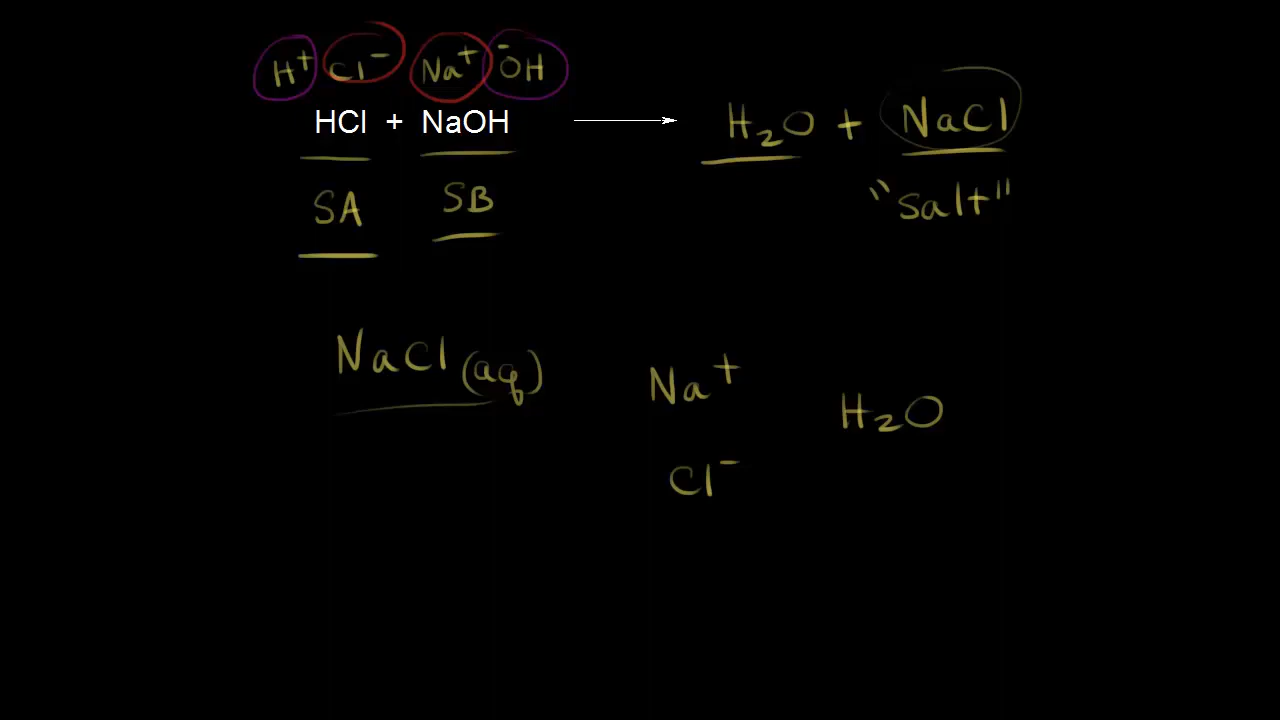 H⁺ Cl⁻ Na⁺ ⁻OH
HCl + NaOH → H₂O + NaCl
SA SB "Salt"
NaCl(aq) Na⁺ H₂O
Cl⁻